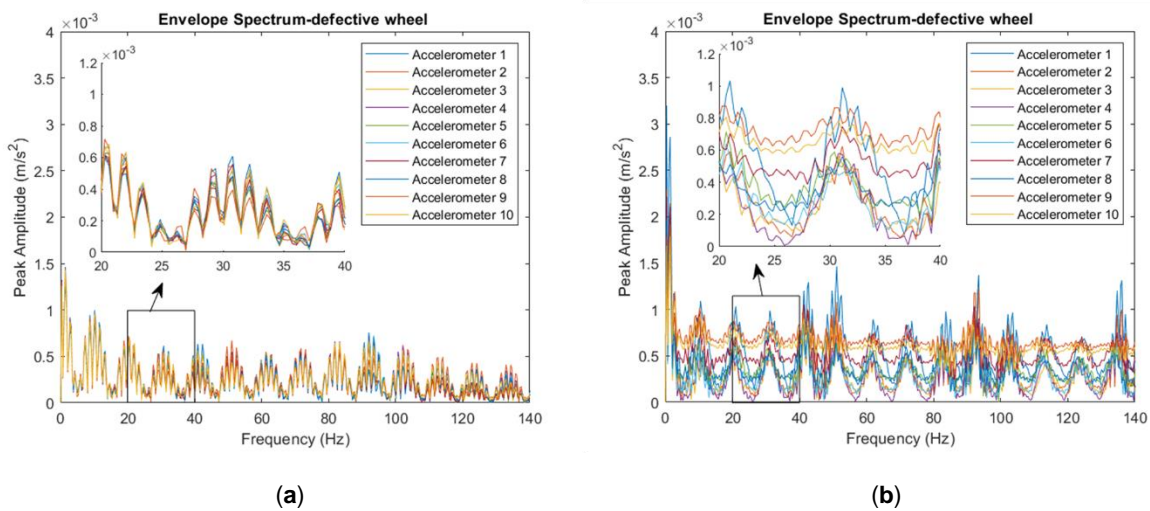 Envelope Spectrum-defective wheel
×10⁻³
4
3.5
3
2.5
2
1.5
1
0.5
0
Peak Amplitude (m/s²)
0 20 40 60 80 100 120 140
Frequency (Hz)
×10⁻³
1.2
1
0.8
0.6
0.4
0.2
0
20 25 30 35 40
Accelerometer 1
Accelerometer 2
Accelerometer 3
Accelerometer 4
Accelerometer 5
Accelerometer 6
Accelerometer 7
Accelerometer 8
Accelerometer 9
Accelerometer 10
(a)
Envelope Spectrum-defective wheel
×10⁻³
4
3.5
3
2.5
2
1.5
1
0.5
0
Peak Amplitude (m/s²)
0 20 40 60 80 100 120 140
Frequency (Hz)
×10⁻³
1.2
1
0.8
0.6
0.4
0.2
0
20 25 30 35 40
Accelerometer 1
Accelerometer 2
Accelerometer 3
Accelerometer 4
Accelerometer 5
Accelerometer 6
Accelerometer 7
Accelerometer 8
Accelerometer 9
Accelerometer 10
(b)